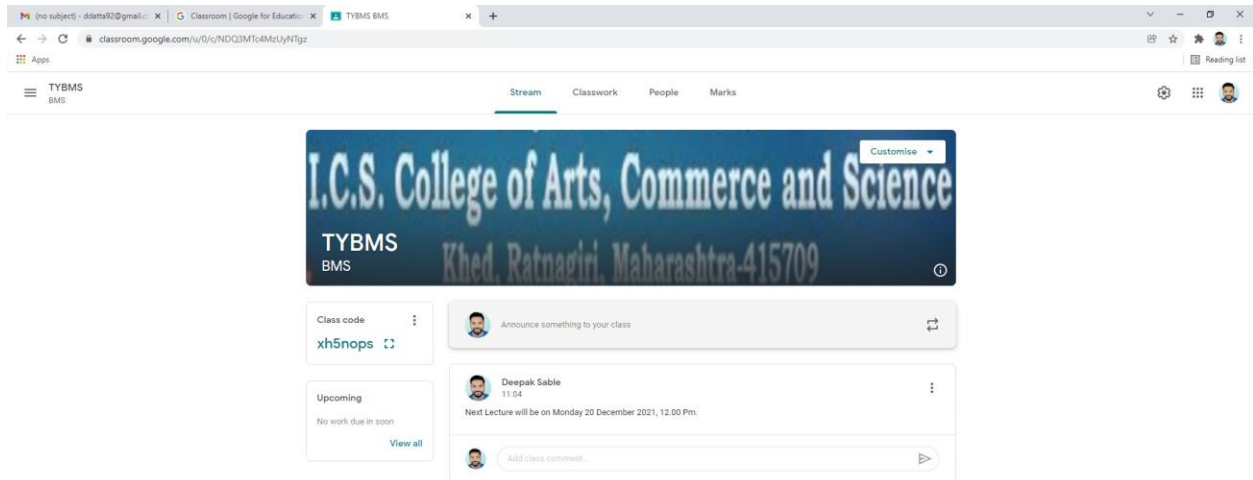 (no subject) - ddatta92@gmail.c
Classroom | Google for Education
TYBMS BMS
classroom.google.com/u/0/c/NDQ3MTc4MzUyNTgz
Apps
Reading list
TYBMS
BMS
Stream Classwork People Marks
Customise
I.C.S. College of Arts, Commerce and Science
Khed, Ratnagiri, Maharashtra-415709
TYBMS
BMS
Class code
xh5nops
Upcoming
No work due in soon
View all
Announce something to your class
Deepak Sable
11:04
Next Lecture will be on Monday 20 December 2021, 12.00 Pm.
Add class comment...